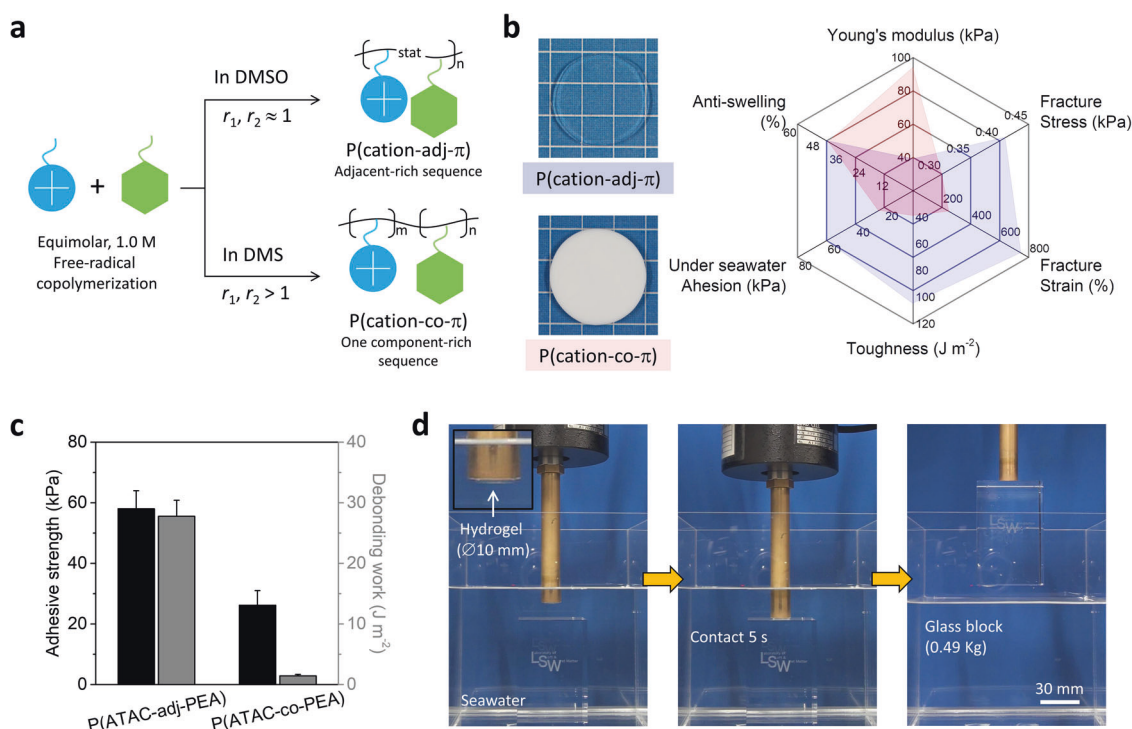 a
In DMSO
r₁, r₂ ≈ 1
stat
n
P(cation-adj-π)
Adjacent-rich sequence
+
Equimolar, 1.0 M
Free-radical
copolymerization
In DMS
r₁, r₂ > 1
m
n
P(cation-co-π)
One component-rich
sequence
b
P(cation-adj-π)
P(cation-co-π)
Young's modulus (kPa)
100
80
60
40
Fracture
Stress (kPa)
0.45
0.40
0.35
0.30
Fracture
Strain (%)
200
400
600
800
Toughness (J m⁻²)
40
60
80
100
120
Under seawater
Ahesion (kPa)
20
40
60
80
Anti-swelling
(%)
60
48
36
24
12
c
Adhesive strength (kPa)
80
60
40
20
0
Debonding work (J m⁻²)
40
30
20
10
0
P(ATAC-adj-PEA)
P(ATAC-co-PEA)
d
Hydrogel
(∅10 mm)
LSW
Seawater
Contact 5 s
LSW
LSW
Glass block
(0.49 Kg)
30 mm